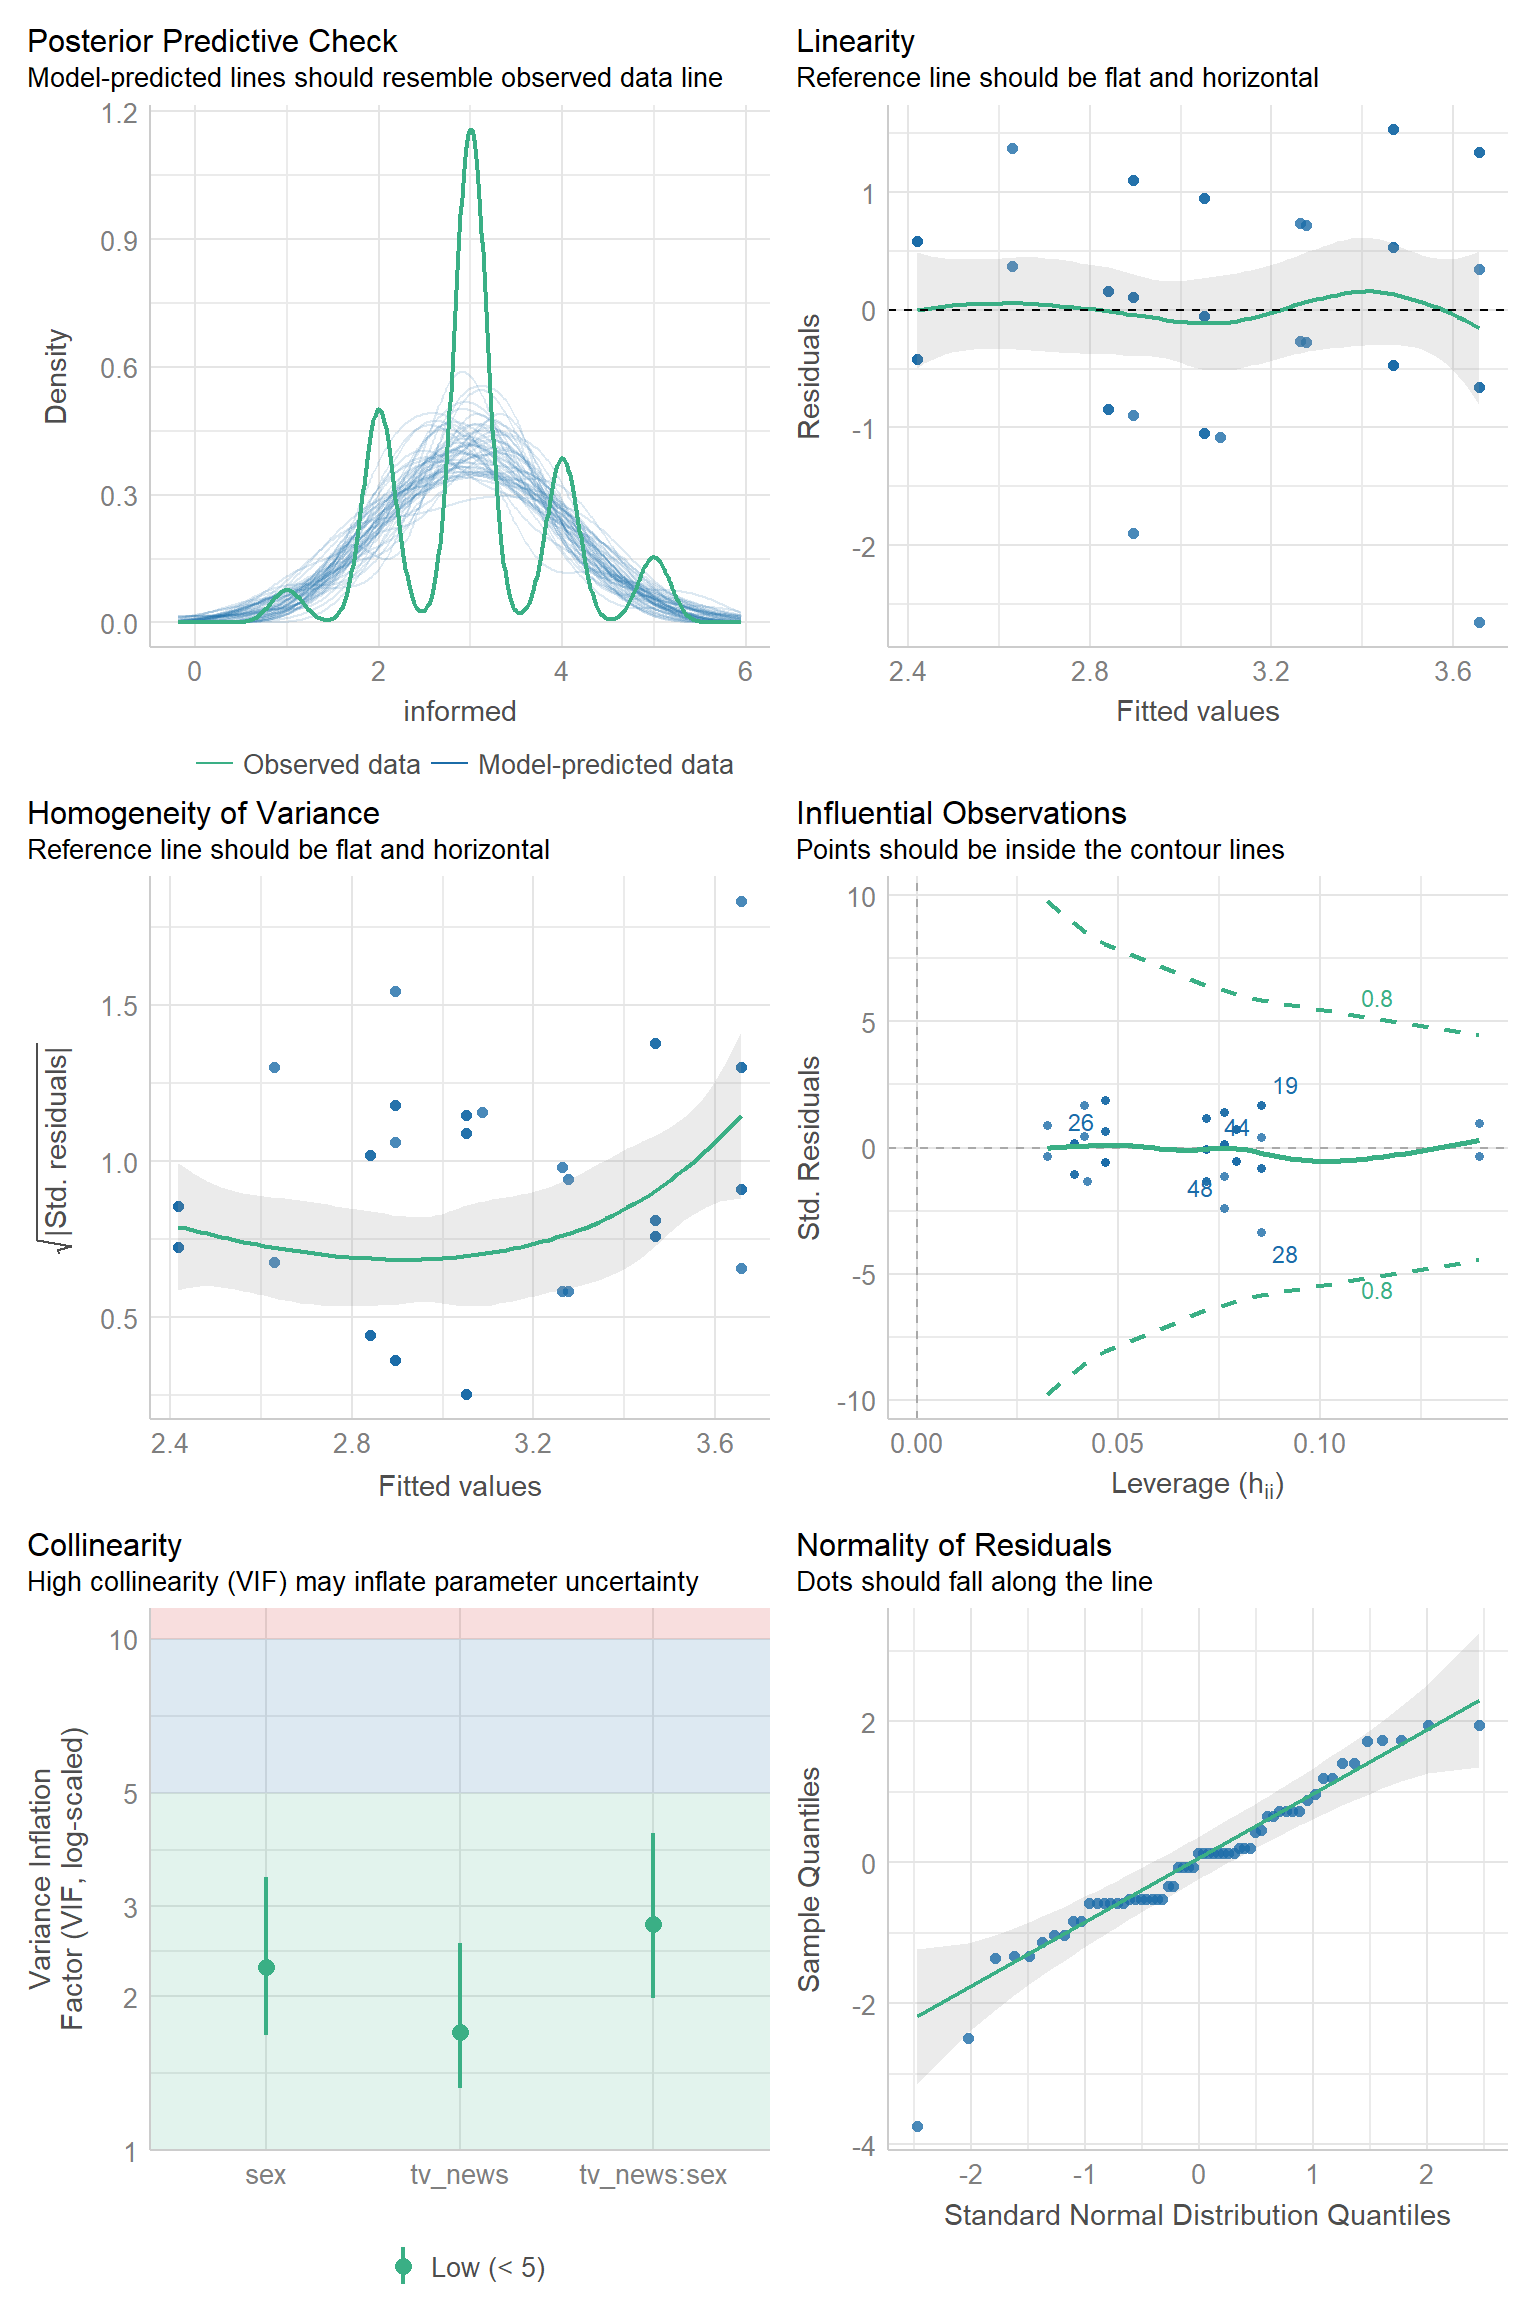 Posterior Predictive Check
Model-predicted lines should resemble observed data line
1.2
0.9
0.6
0.3
0.0
Density
0
2
4
6
informed
Observed data
Model-predicted data
Linearity
Reference line should be flat and horizontal
1
0
-1
-2
Residuals
2.4
2.8
3.2
3.6
Fitted values
Homogeneity of Variance
Reference line should be flat and horizontal
1.5
1.0
0.5
√|Std. residuals|
2.4
2.8
3.2
3.6
Fitted values
Influential Observations
Points should be inside the contour lines
10
5
0
-5
-10
Std. Residuals
0.8
19
26
44
48
28
0.8
0.00
0.05
0.10
Leverage (hii)
Collinearity
High collinearity (VIF) may inflate parameter uncertainty
10
5
3
2
1
Variance Inflation
Factor (VIF, log-scaled)
sex
tv_news
tv_news:sex
Low (< 5)
Normality of Residuals
Dots should fall along the line
2
0
-2
-4
Sample Quantiles
-2
-1
0
1
2
Standard Normal Distribution Quantiles